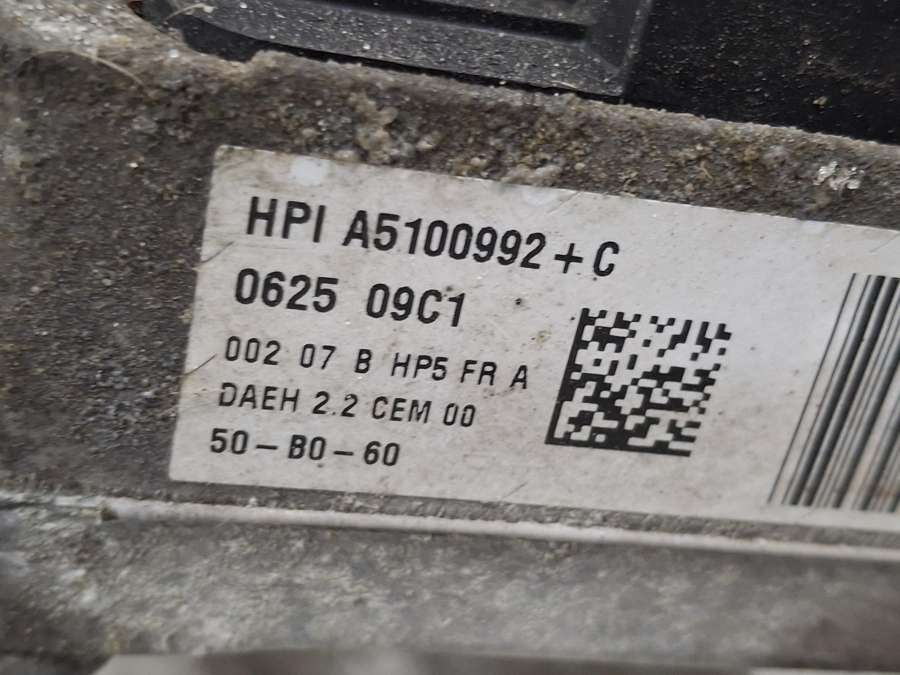 HPI A5100992+C
0625 09C1
002 07 B HP5 FR A
DAEH 2.2 CEM 00
50-B0-60